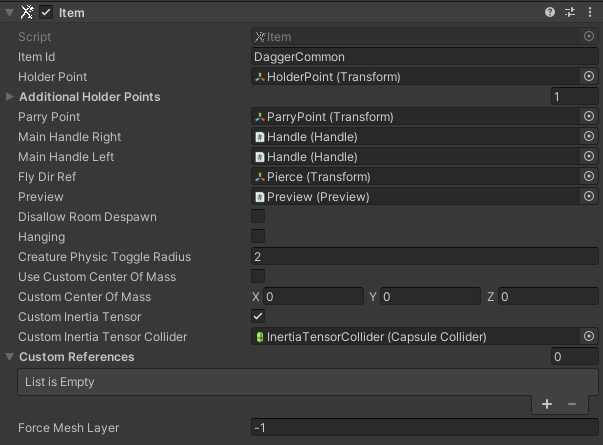 Item
Script Item
Item Id DaggerCommon
Holder Point HolderPoint (Transform)
Additional Holder Points 1
Parry Point ParryPoint (Transform)
Main Handle Right Handle (Handle)
Main Handle Left Handle (Handle)
Fly Dir Ref Pierce (Transform)
Preview Preview (Preview)
Disallow Room Despawn
Hanging
Creature Physic Toggle Radius 2
Use Custom Center Of Mass
Custom Center Of Mass X 0 Y 0 Z 0
Custom Inertia Tensor
Custom Inertia Tensor Collider InertiaTensorCollider (Capsule Collider)
Custom References 0
List is Empty
+ −
Force Mesh Layer -1